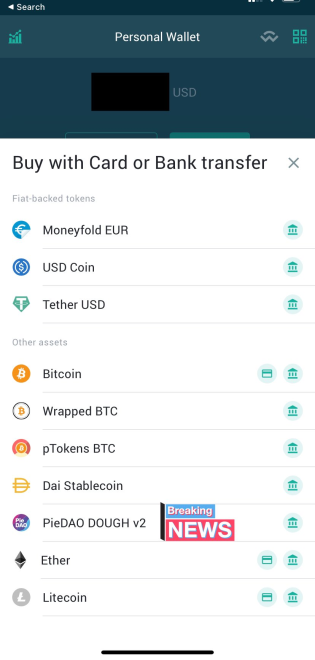 Search
Personal Wallet
USD
Buy with Card or Bank transfer
Fiat-backed tokens
Moneyfold EUR
USD Coin
Tether USD
Other assets
Bitcoin
Wrapped BTC
pTokens BTC
Dai Stablecoin
PieDAO
PieDAO DOUGH v2
Breaking
NEWS
Ether
Litecoin